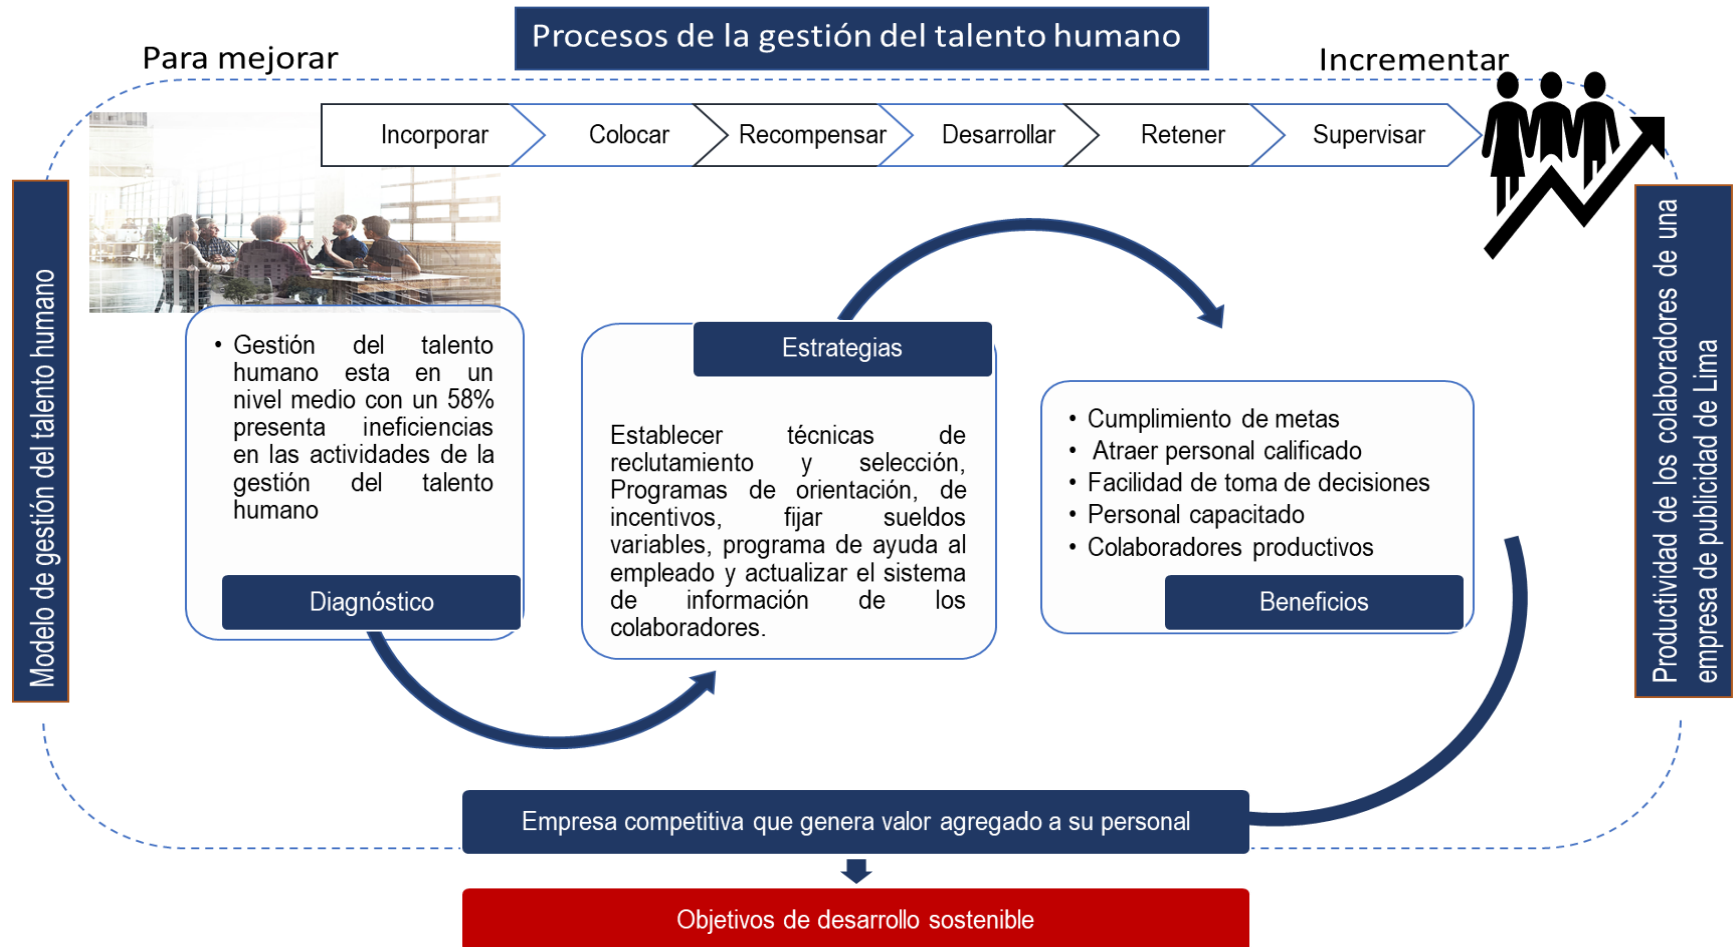 Procesos de la gestión del talento humano
Para mejorar
Incrementar
Incorporar
Colocar
Recompensar
Desarrollar
Retener
Supervisar
Modelo de gestión del talento humano
• Gestión del talento
humano esta en un
nivel medio con un 58%
presenta ineficiencias
en las actividades de la
gestión del talento
humano
Diagnóstico
Estrategias
Establecer técnicas de
reclutamiento y selección,
Programas de orientación, de
incentivos, fijar sueldos
variables, programa de ayuda al
empleado y actualizar el sistema
de información de los
colaboradores.
• Cumplimiento de metas
• Atraer personal calificado
• Facilidad de toma de decisiones
• Personal capacitado
• Colaboradores productivos
Beneficios
Productividad de los colaboradores de una
empresa de publicidad de Lima
Empresa competitiva que genera valor agregado a su personal
Objetivos de desarrollo sostenible